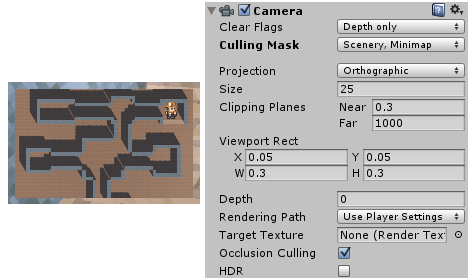 Camera
Clear Flags Depth only
Culling Mask Scenery, Minimap
Projection Orthographic
Size 25
Clipping Planes Near 0.3
Far 1000
Viewport Rect
X 0.05 Y 0.05
W 0.3 H 0.3
Depth 0
Rendering Path Use Player Settings
Target Texture None (Render Tex
Occlusion Culling
HDR